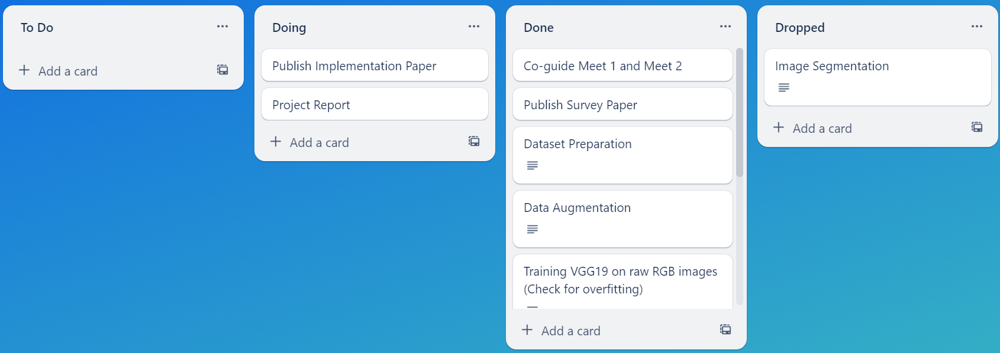 To Do
Add a card
Doing
Publish Implementation Paper
Project Report
Add a card
Done
Co-guide Meet 1 and Meet 2
Publish Survey Paper
Dataset Preparation
Data Augmentation
Training VGG19 on raw RGB images
(Check for overfitting)
Add a card
Dropped
Image Segmentation
Add a card